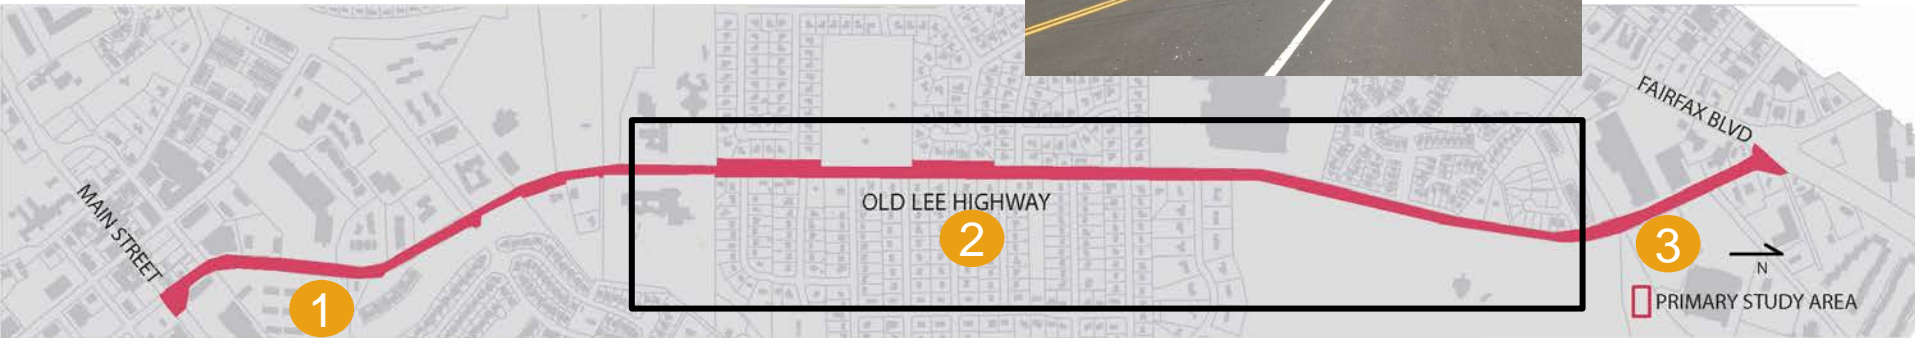 FAIRFAX BLVD
MAIN STREET
OLD LEE HIGHWAY
2
3
1
N
PRIMARY STUDY AREA